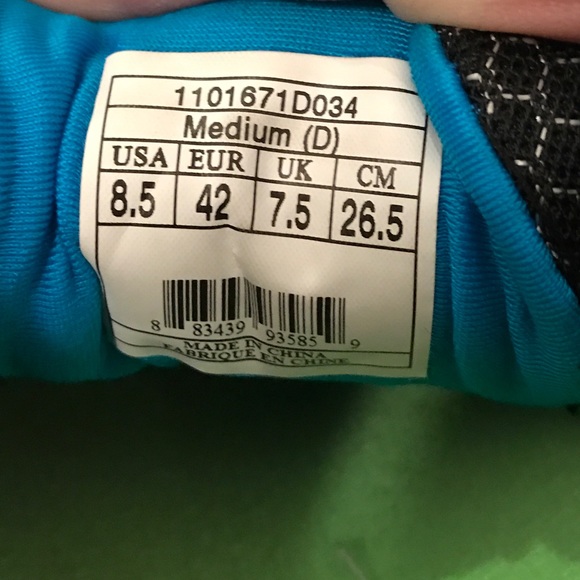 1101671D034
Medium (D)
USA EUR UK CM
8.5 42 7.5 26.5
8 83439 93585 9
MADE IN CHINA
FABRIQUE EN CHINE